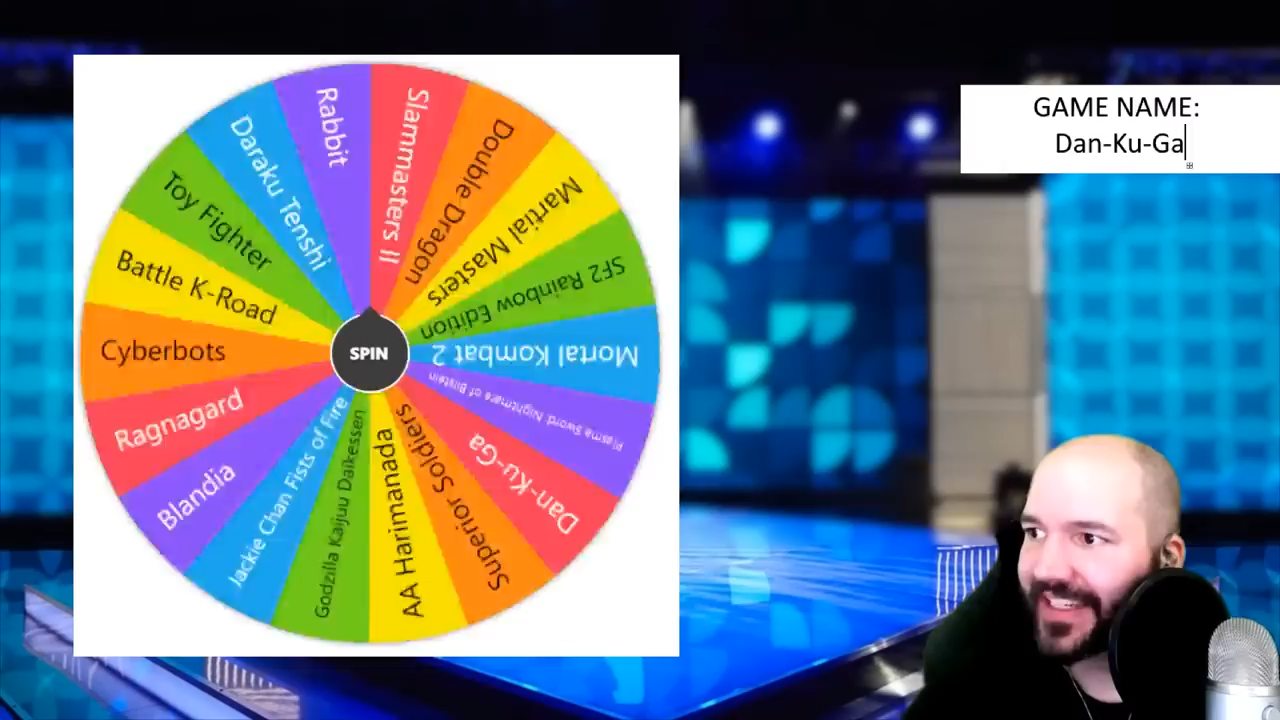 GAME NAME:
Dan-Ku-Ga
Slammasters II
Double Dragon
Martial Masters
SF2 Rainbow Edition
Mortal Kombat 2
Plasma Sword: Nightmare of Bilstein
Dan-Ku-Ga
Superior Soldiers
AA Harimanada
Godzilla Kaijuu Daikessen
Jackie Chan Fists of Fire
Blandia
Ragnagard
Cyberbots
Battle K-Road
Toy Fighter
Daraku Tenshi
Rabbit
SPIN